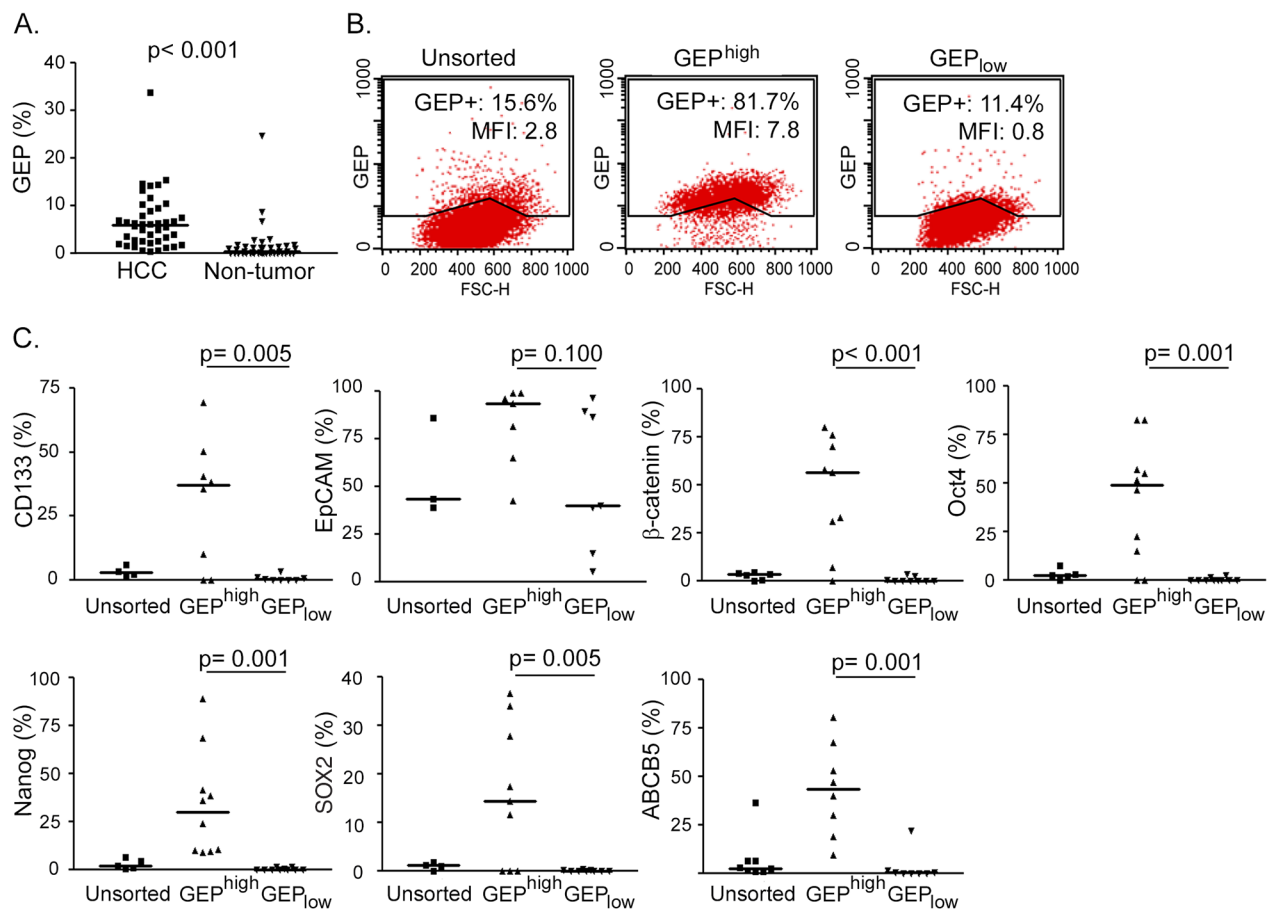 A.
p< 0.001
GEP (%)
40
30
20
10
0
HCC Non-tumor
B.
Unsorted
GEP
1000
0
GEP+: 15.6%
MFI: 2.8
0 200 400 600 800 1000
FSC-H
GEPhigh
GEP
1000
0
GEP+: 81.7%
MFI: 7.8
0 200 400 600 800 1000
FSC-H
GEPlow
GEP
1000
0
GEP+: 11.4%
MFI: 0.8
0 200 400 600 800 1000
FSC-H
C.
p= 0.005
CD133 (%)
75
50
25
0
Unsorted GEPhigh GEPlow
p= 0.100
EpCAM (%)
100
75
50
25
0
Unsorted GEPhigh GEPlow
p< 0.001
β-catenin (%)
100
75
50
25
0
Unsorted GEPhigh GEPlow
p= 0.001
Oct4 (%)
100
75
50
25
0
Unsorted GEPhigh GEPlow
p= 0.001
Nanog (%)
100
75
50
25
0
Unsorted GEPhigh GEPlow
p= 0.005
SOX2 (%)
40
30
20
10
0
Unsorted GEPhigh GEPlow
p= 0.001
ABCB5 (%)
100
75
50
25
Unsorted GEPhigh GEPlow